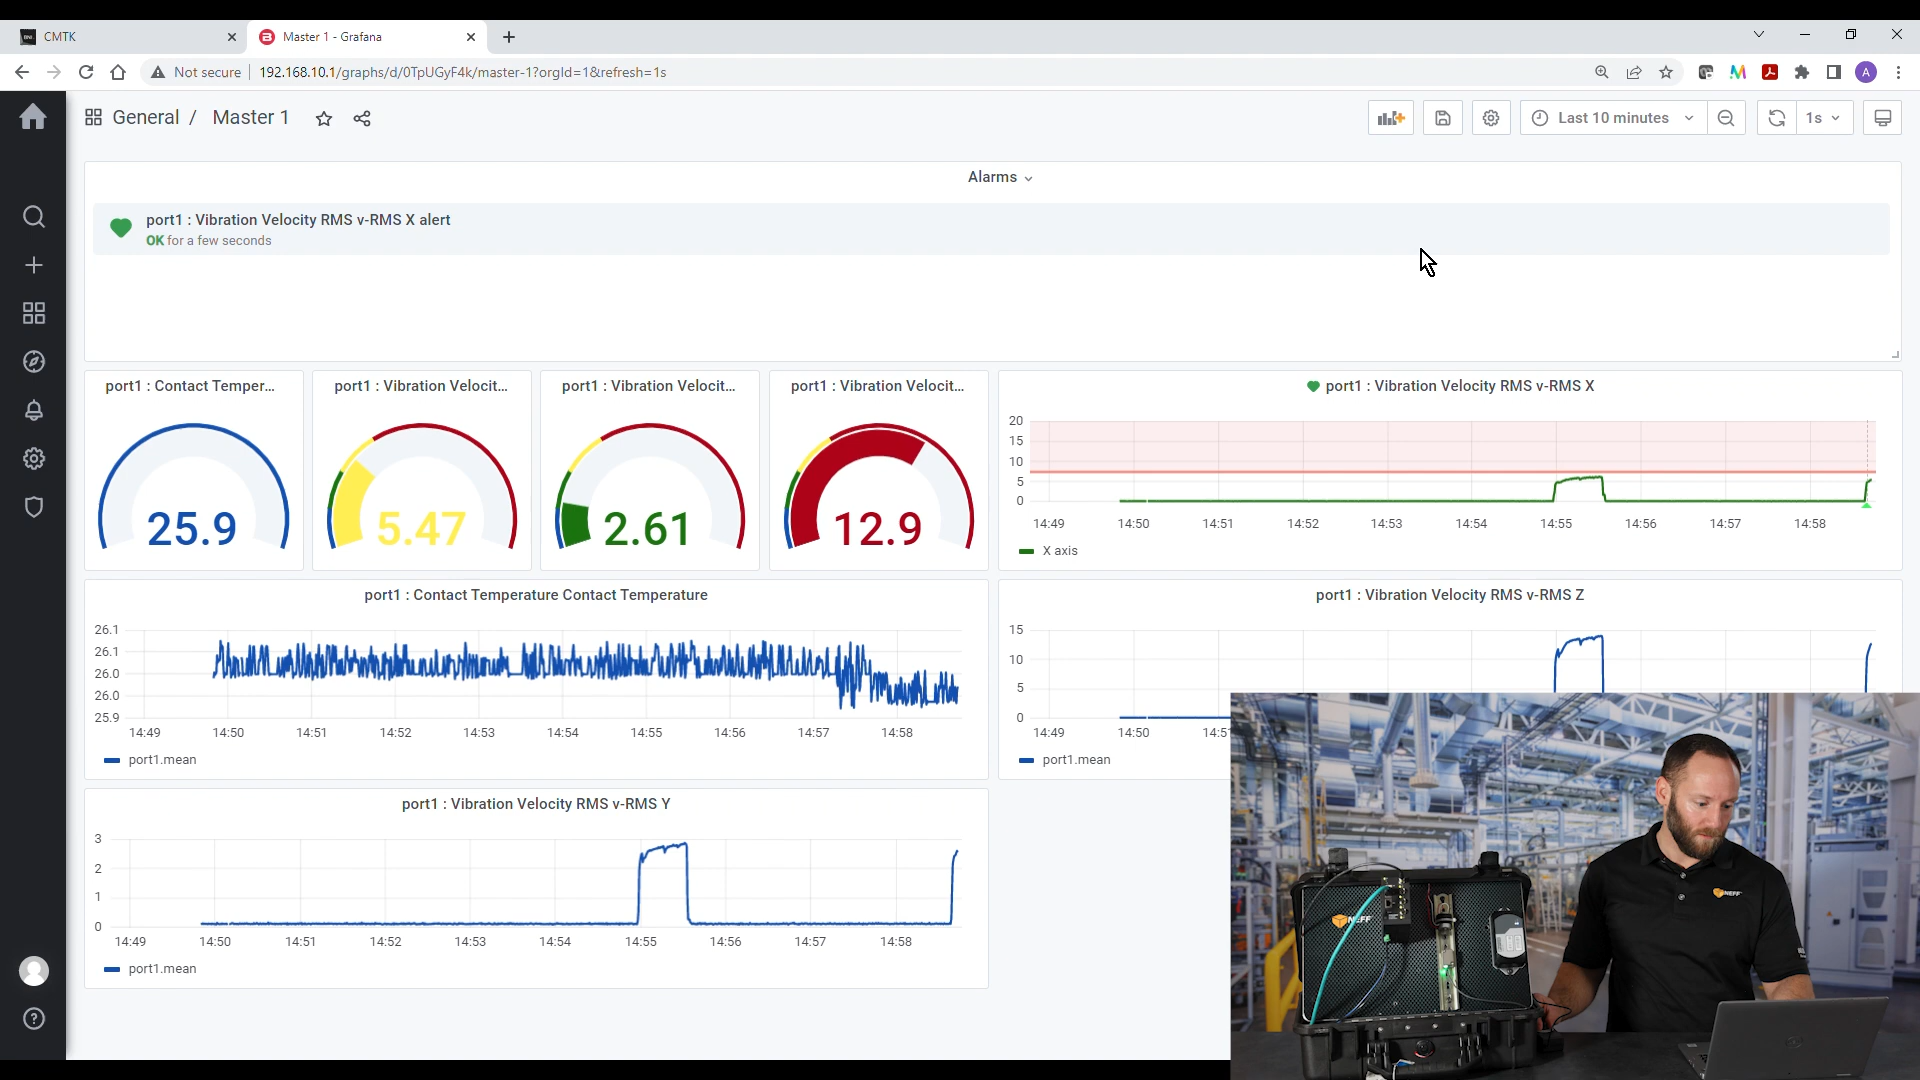 CMTK
Master 1 - Grafana
Not secure
192.168.10.1/graphs/d/0TpUGyF4k/master-1?orgId=1&refresh=1s
A
General / Master 1
Last 10 minutes
1s
Alarms
port1 : Vibration Velocity RMS v-RMS X alert
OK for a few seconds
port1 : Contact Temper...
25.9
port1 : Vibration Velocit...
5.47
port1 : Vibration Velocit...
2.61
port1 : Vibration Velocit...
12.9
port1 : Vibration Velocity RMS v-RMS X
20
15
10
5
0
14:49 14:50 14:51 14:52 14:53 14:54 14:55 14:56 14:57 14:58
X axis
port1 : Contact Temperature Contact Temperature
26.1
26.1
26.0
26.0
25.9
14:49 14:50 14:51 14:52 14:53 14:54 14:55 14:56 14:57 14:58
port1.mean
port1 : Vibration Velocity RMS v-RMS Z
15
10
5
0
14:49 14:50
port1.mean
port1 : Vibration Velocity RMS v-RMS Y
3
2
1
0
14:49 14:50 14:51 14:52 14:53 14:54 14:55 14:56 14:57 14:58
port1.mean
NEFF
NEFF